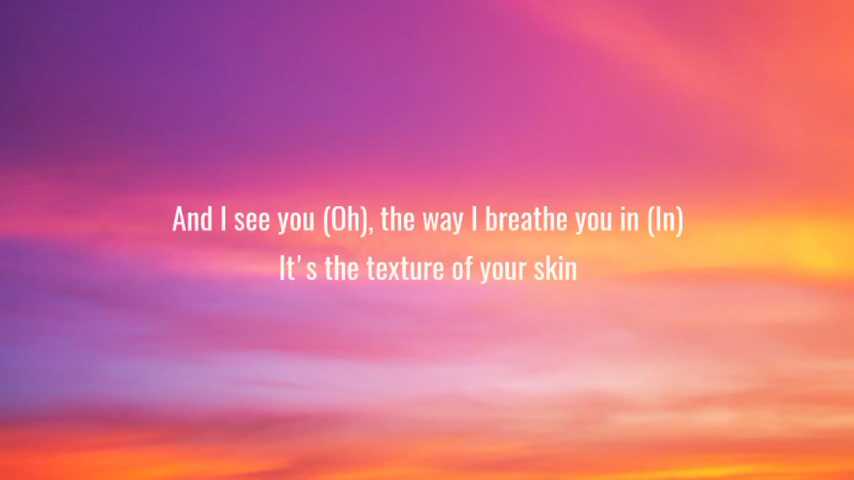 And I see you (Oh), the way I breathe you in (In)
It's the texture of your skin